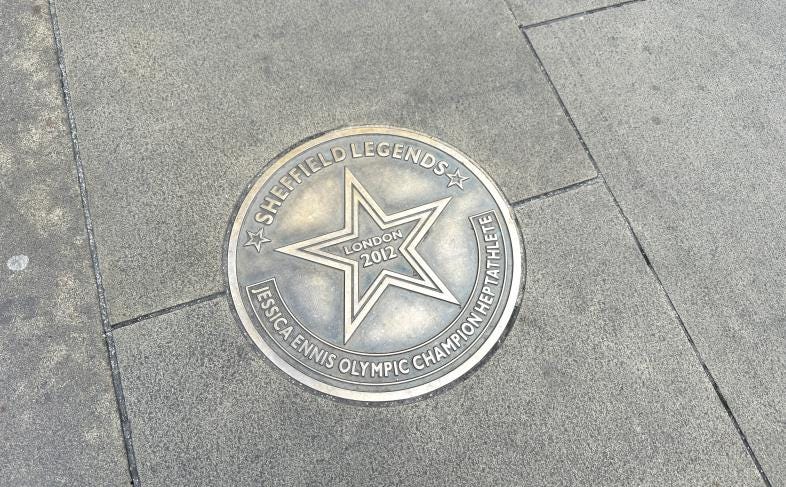 SHEFFIELD LEGENDS
LONDON
2012
JESSICA ENNIS OLYMPIC CHAMPION HEPTATHLETE